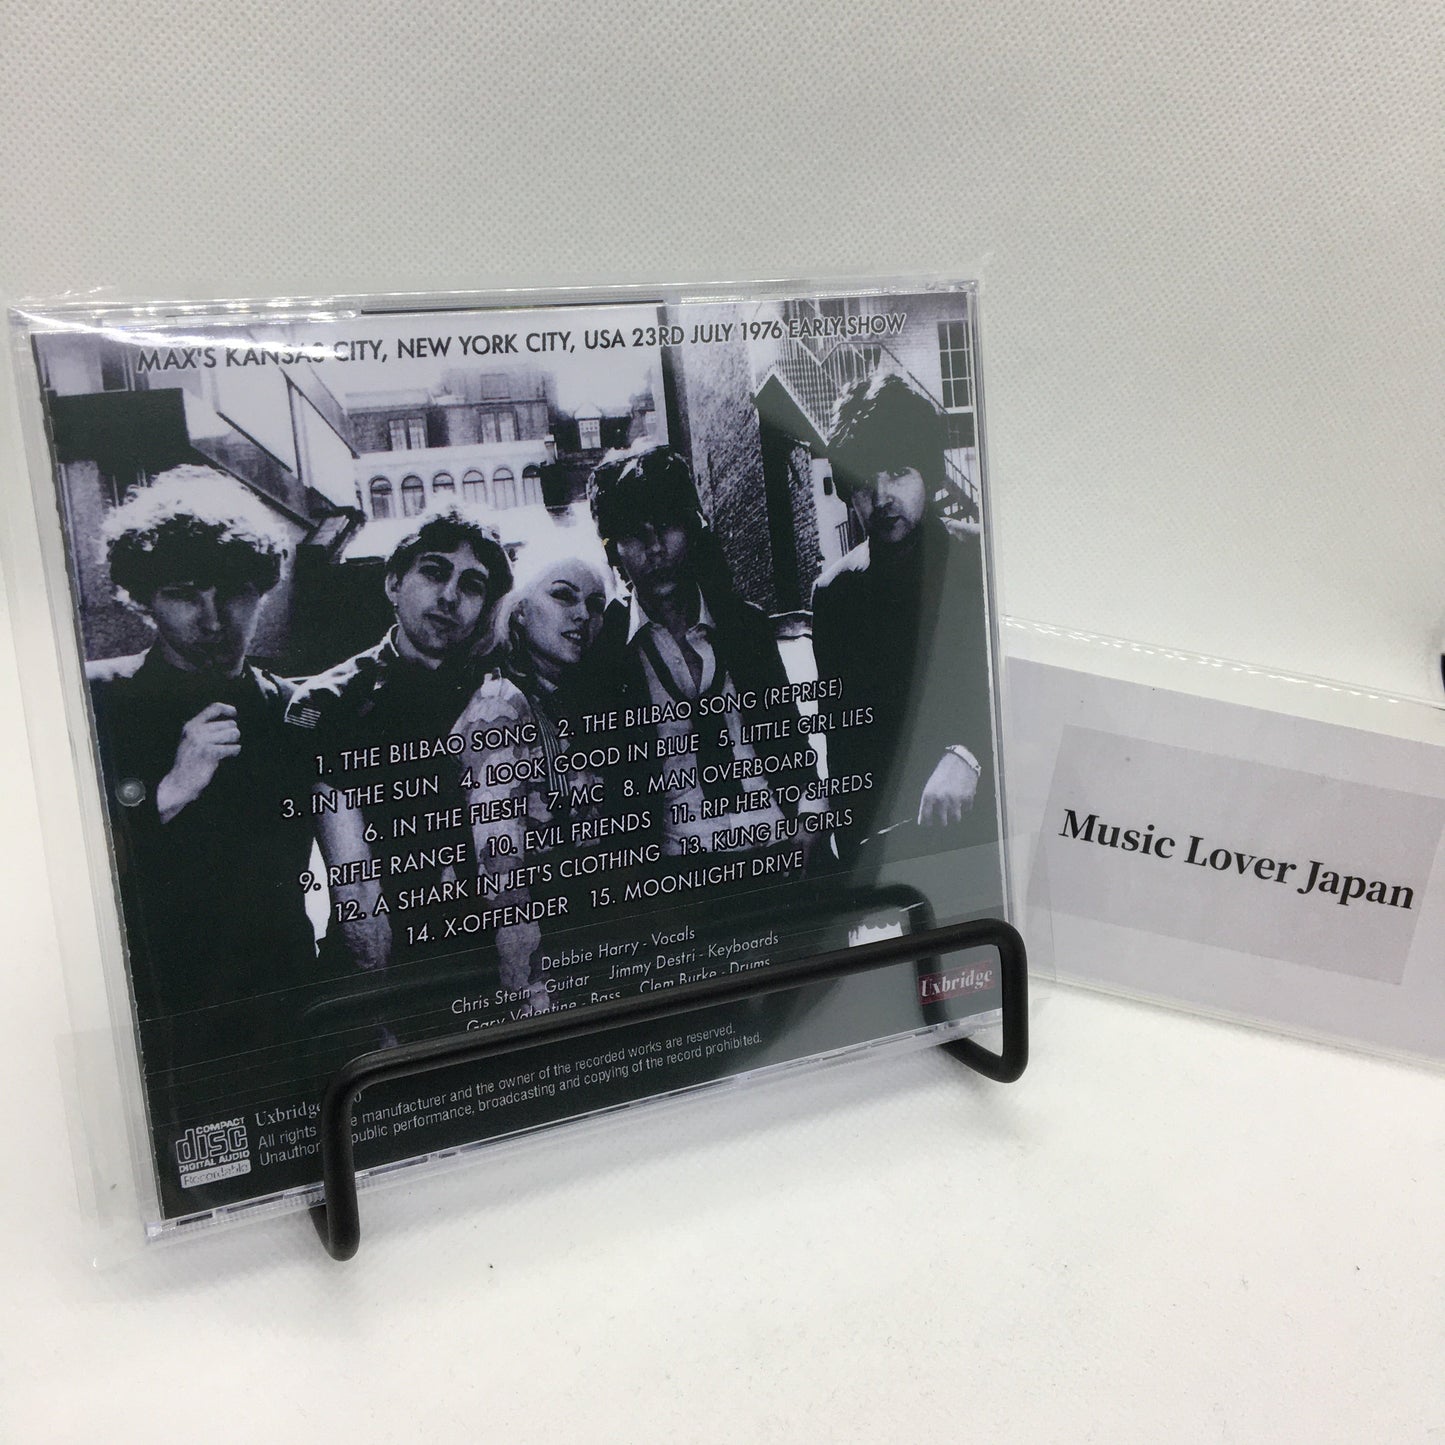 MAX'S KANSAS CITY, NEW YORK CITY, USA 23RD JULY 1976 EARLY SHOW
1. THE BILBAO SONG 2. THE BILBAO SONG (REPRISE)
3. IN THE SUN 4. LOOK GOOD IN BLUE 5. LITTLE GIRL LIES
6. IN THE FLESH 7. MC 8. MAN OVERBOARD
9. RIFLE RANGE 10. EVIL FRIENDS 11. RIP HER TO SHREDS
12. A SHARK IN JET'S CLOTHING 13. KUNG FU GIRLS
14. X-OFFENDER 15. MOONLIGHT DRIVE
Debbie Harry - Vocals
Chris Stein - Guitar Jimmy Destri - Keyboards
Gary Valentine - Bass Clem Burke - Drums
Uxbridge
COMPACT
disc
DIGITAL AUDIO
Recordable
Uxbridge
All rights manufacturer and the owner of the recorded works are reserved.
public performance, broadcasting and copying of the record prohibited.
Music Lover Japan